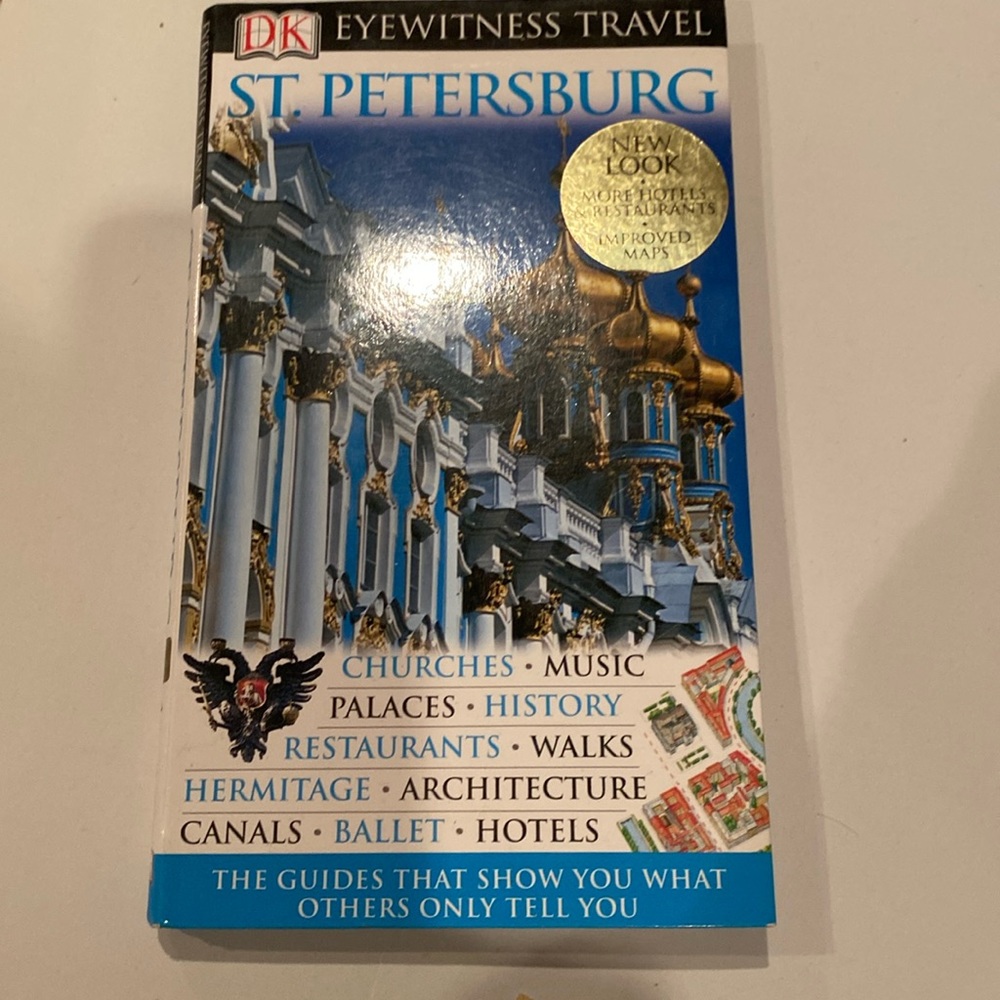 DK EYEWITNESS TRAVEL
ST. PETERSBURG
NEW
LOOK
•
MORE HOTELS
& RESTAURANTS
•
IMPROVED
MAPS
CHURCHES • MUSIC
PALACES • HISTORY
RESTAURANTS • WALKS
HERMITAGE • ARCHITECTURE
CANALS • BALLET • HOTELS
THE GUIDES THAT SHOW YOU WHAT
OTHERS ONLY TELL YOU